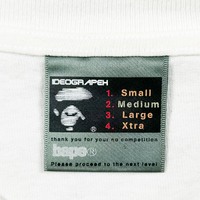 IDEOGRAPEH
1. Small
2. Medium
3. Large
4. Xtra
thank you for your no competition
bape®
Please proceed to the next level